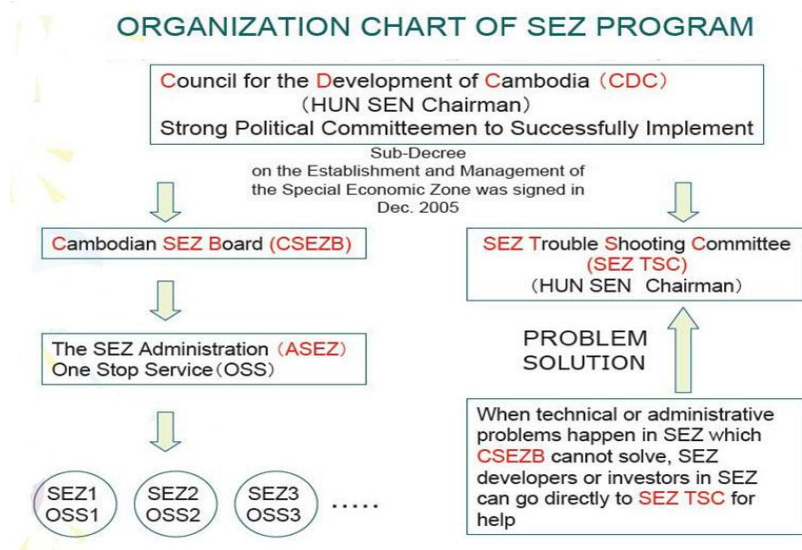 ORGANIZATION CHART OF SEZ PROGRAM
Council for the Development of Cambodia (CDC)
(HUN SEN Chairman)
Strong Political Committeemen to Successfully Implement
Sub-Decree
on the Establishment and Management of
the Special Economic Zone was signed in
Dec. 2005
Cambodian SEZ Board (CSEZB)
SEZ Trouble Shooting Committee
(SEZ TSC)
(HUN SEN Chairman)
The SEZ Administration (ASEZ)
One Stop Service(OSS)
PROBLEM
SOLUTION
When technical or administrative
problems happen in SEZ which
CSEZB cannot solve, SEZ
developers or investors in SEZ
can go directly to SEZ TSC for
help
SEZ1
OSS1
SEZ2
OSS2
SEZ3
OSS3
.....